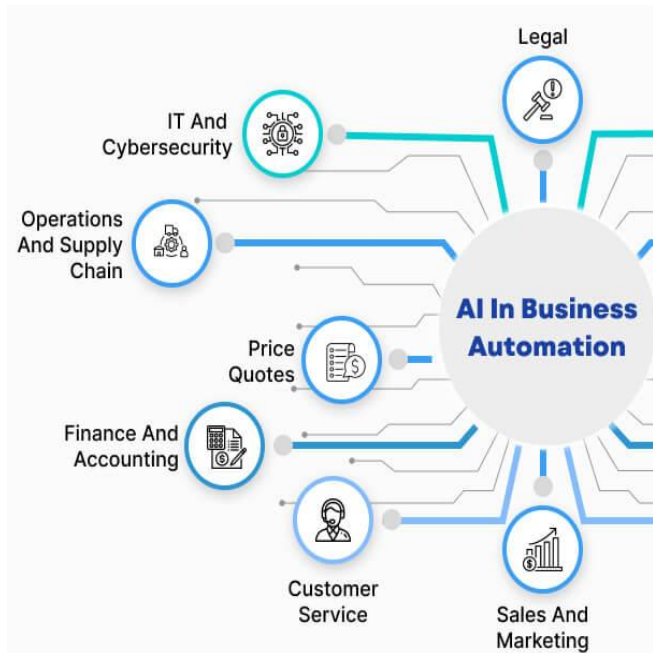 Legal
IT And
Cybersecurity
Operations
And Supply
Chain
AI In Business
Automation
Price
Quotes
Finance And
Accounting
Customer
Service
Sales And
Marketing